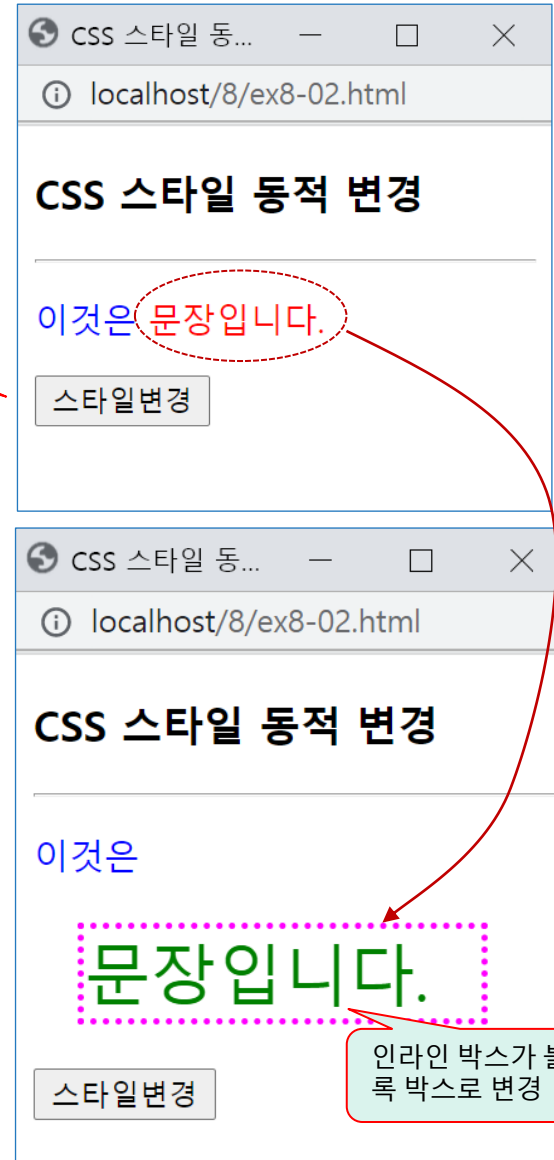 CSS 스타일 동...
localhost/8/ex8-02.html
CSS 스타일 동적 변경
이것은 문장입니다.
스타일변경
CSS 스타일 동...
localhost/8/ex8-02.html
CSS 스타일 동적 변경
이것은
문장입니다.
인라인 박스가
록 박스로 변경
스타일변경